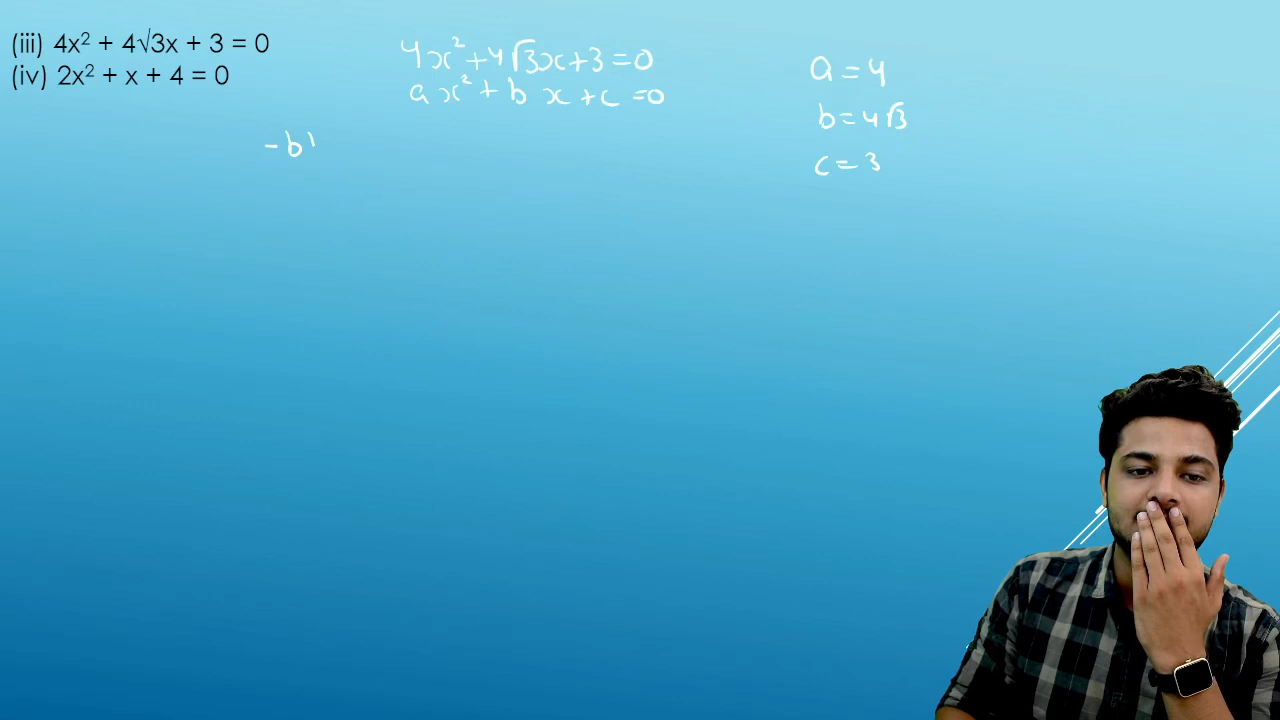 (iii) 4x² + 4√3x + 3 = 0
(iv) 2x² + x + 4 = 0
4x² + 4√3x + 3 = 0
ax² + bx + c = 0
a = 4
b = 4√3
c = 3
- b